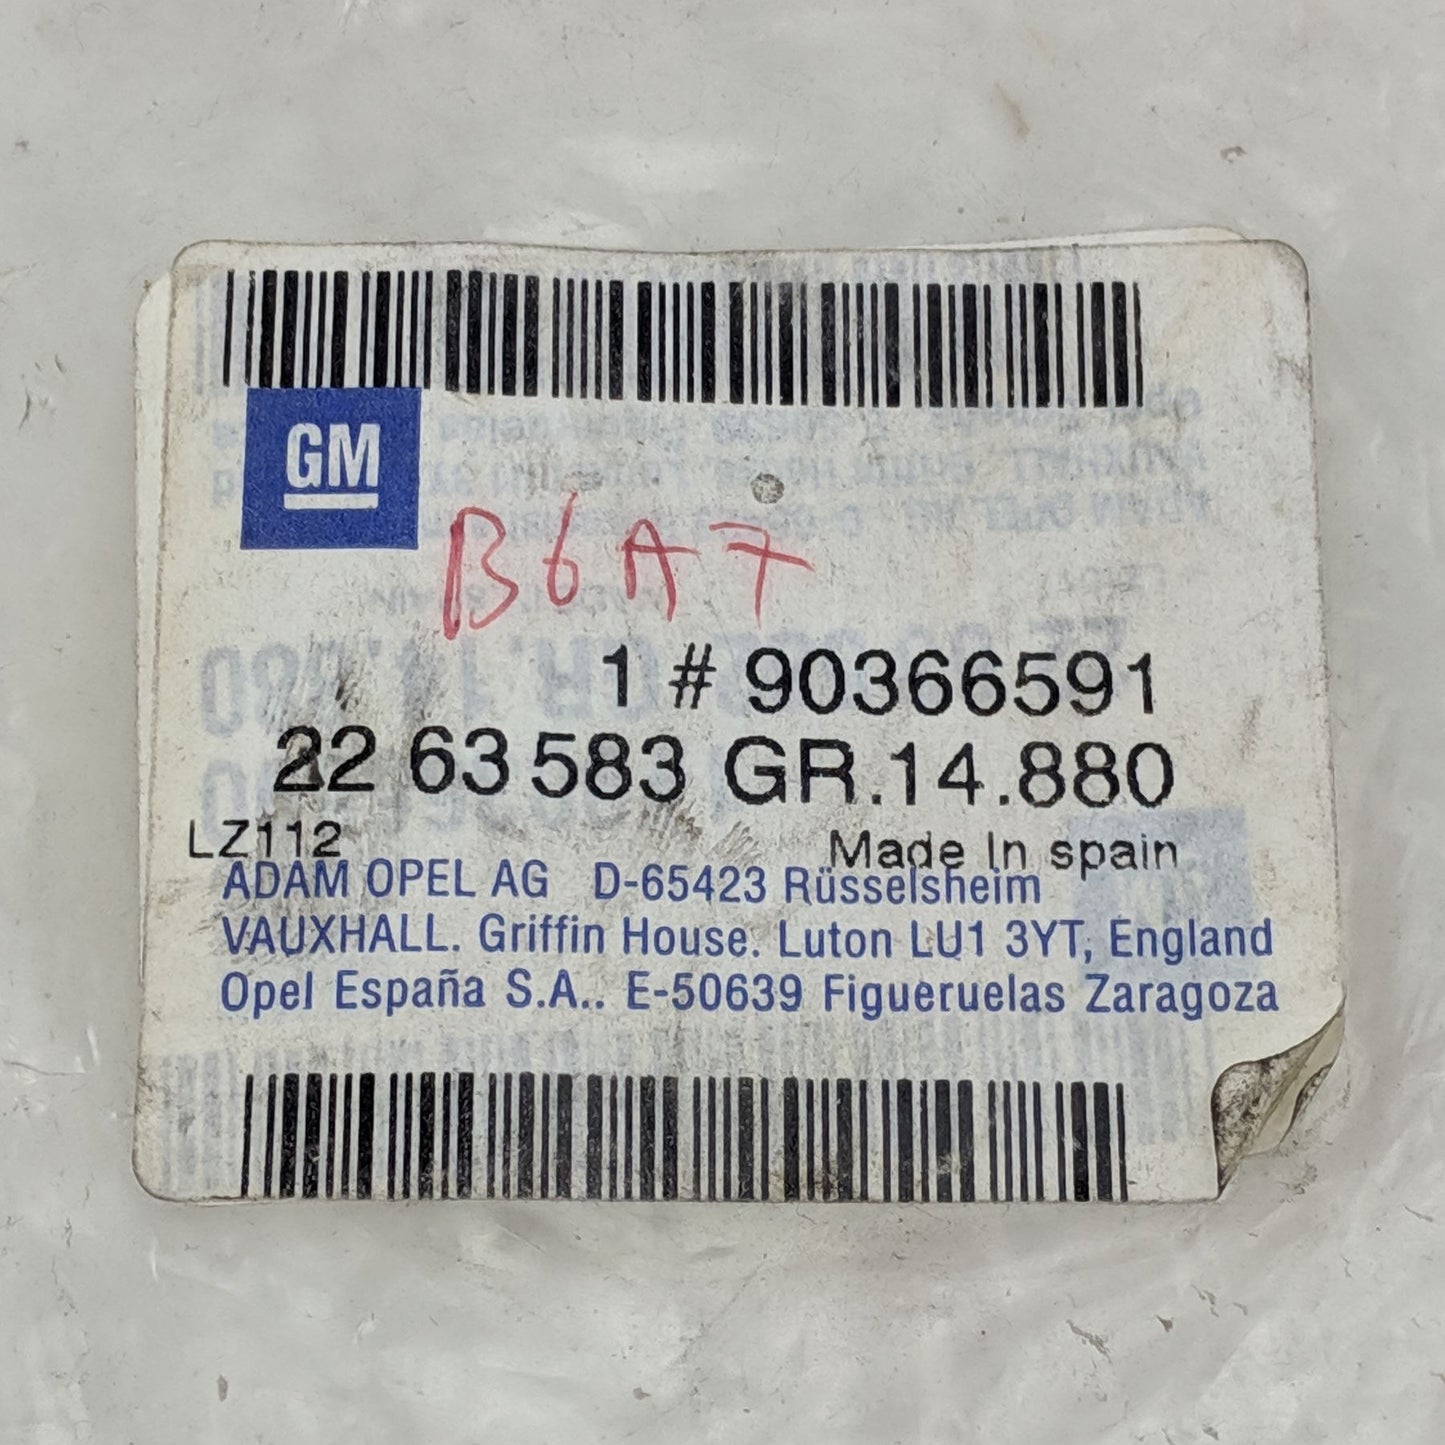 GM
B6A7
1 # 90366591
22 63 583 GR.14.880
LZ112 Made In spain
ADAM OPEL AG D-65423 Rüsselsheim
VAUXHALL. Griffin House. Luton LU1 3YT, England
Opel España S.A.. E-50639 Figueruelas Zaragoza